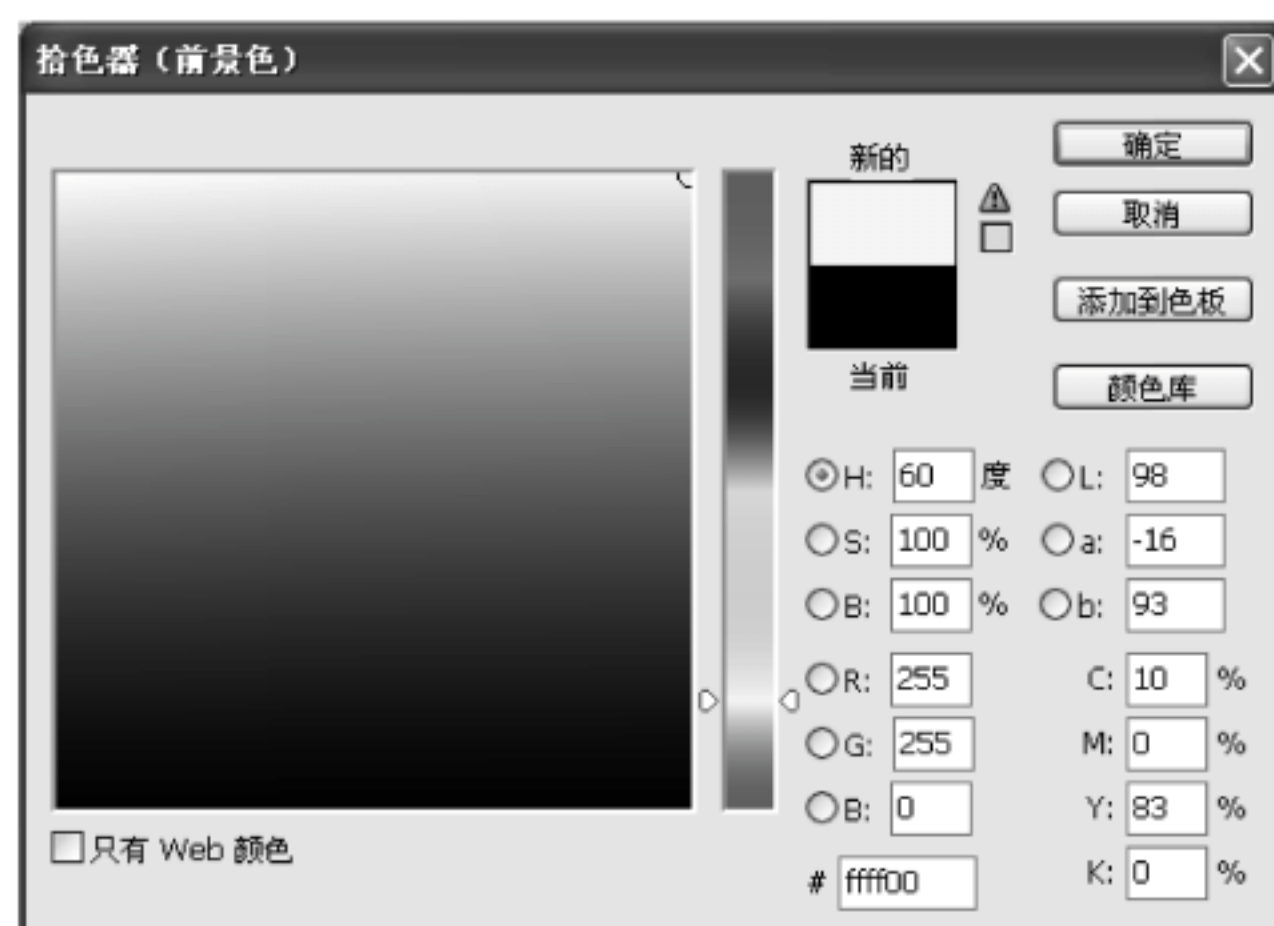 拾色器（前景色）
新的
当前
确定
取消
添加到色板
颜色库
H: 60 度 L: 98
S: 100 % a: -16
B: 100 % b: 93
R: 255 C: 10 %
G: 255 M: 0 %
B: 0 Y: 83 %
# ffff00 K: 0 %
只有 Web 颜色